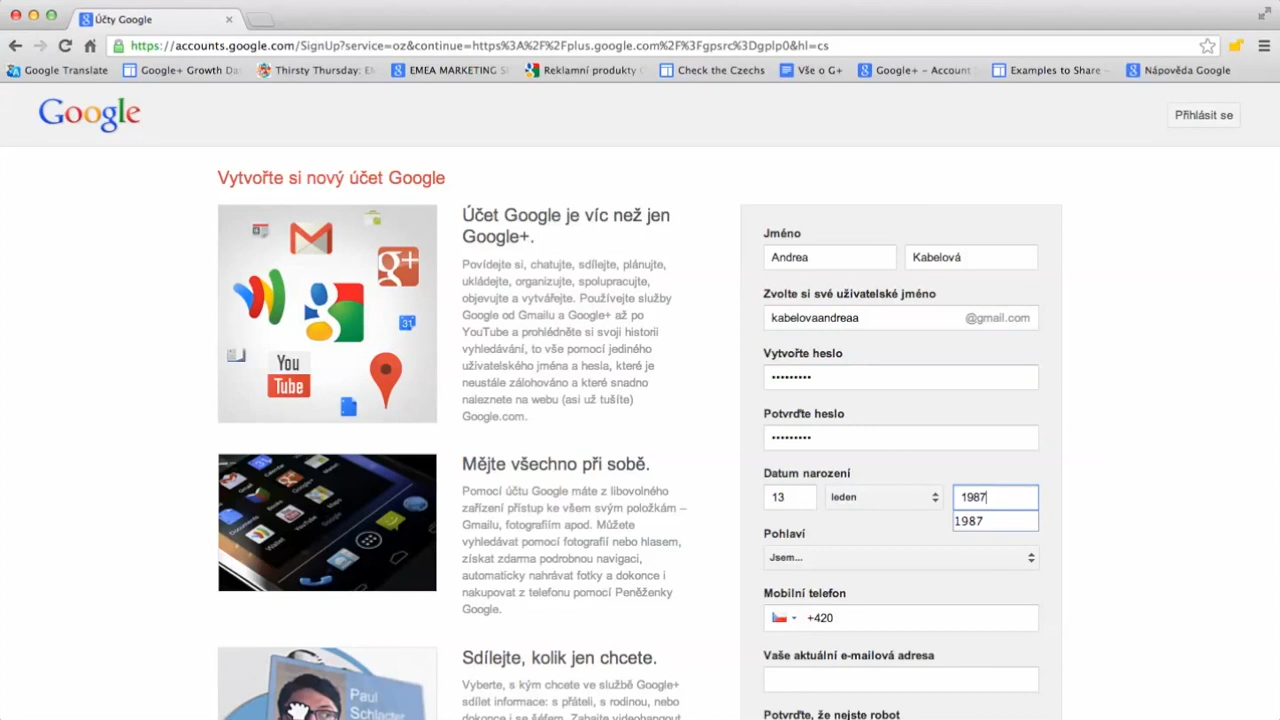 Účty Google
https://accounts.google.com/SignUp?service=oz&continue=https%3A%2F%2Fplus.google.com%2F%3Fgpsrc%3Dgplp0&hl=cs
Google Translate
Google+ Growth Da
Thirsty Thursday: EM
EMEA MARKETING S
Reklamní produkty
Check the Czechs
Vše o G+
Google+ – Account
Examples to Share –
Nápověda Google
Google
Přihlásit se
Vytvořte si nový účet Google
You
Tube
31
Účet Google je víc než jen
Google+.
Povídejte si, chatujte, sdílejte, plánujte,
ukládejte, organizujte, spolupracujte,
objevujte a vytvářejte. Používejte služby
Google od Gmailu a Google+ až po
YouTube a prohlédněte si svoji historii
vyhledávání, to vše pomocí jediného
uživatelského jména a hesla, které je
neustále zálohováno a které snadno
naleznete na webu (asi už tušíte)
Google.com.
Mějte všechno při sobě.
Pomocí účtu Google máte z libovolného
zařízení přístup ke všem svým položkám –
Gmailu, fotografiím apod. Můžete
vyhledávat pomocí fotografií nebo hlasem,
získat zdarma podrobnou navigaci,
automaticky nahrávat fotky a dokonce i
nakupovat z telefonu pomocí Peněženky
Google.
Paul
Schlacter
Sdílejte, kolik jen chcete.
Vyberte, s kým chcete ve službě Google+
sdílet informace: s přáteli, s rodinou, nebo
dokonce i se šéfem. Zahajte videohangout
Jméno
Andrea
Kabelová
Zvolte si své uživatelské jméno
kabelovaandreaa
@gmail.com
Vytvořte heslo
•••••••••
Potvrďte heslo
•••••••••
Datum narození
13
leden
1987
1987
Pohlaví
Jsem...
Mobilní telefon
+420
Vaše aktuální e-mailová adresa
Potvrďte, že nejste robot